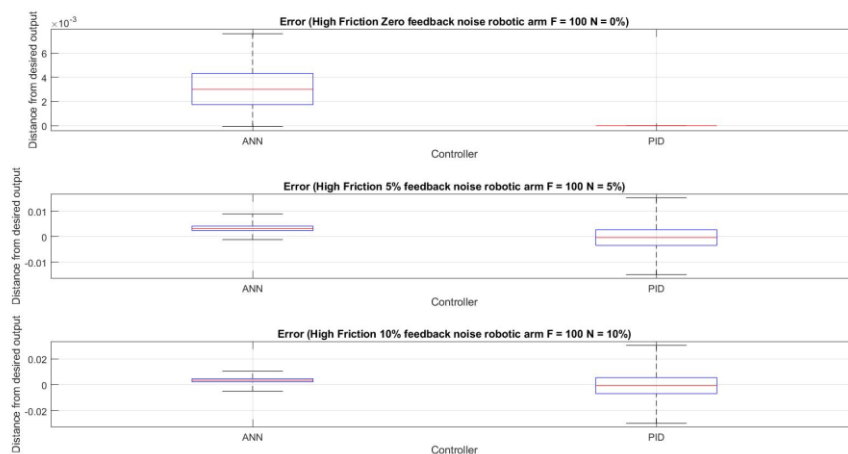 Error (High Friction Zero feedback noise robotic arm F = 100 N = 0%)
×10⁻³
Distance from desired output
6
4
2
0
ANN
PID
Controller
Error (High Friction 5% feedback noise robotic arm F = 100 N = 5%)
Distance from desired output
0.01
0
-0.01
ANN
PID
Controller
Error (High Friction 10% feedback noise robotic arm F = 100 N = 10%)
Distance from desired output
0.02
0
-0.02
ANN
PID
Controller